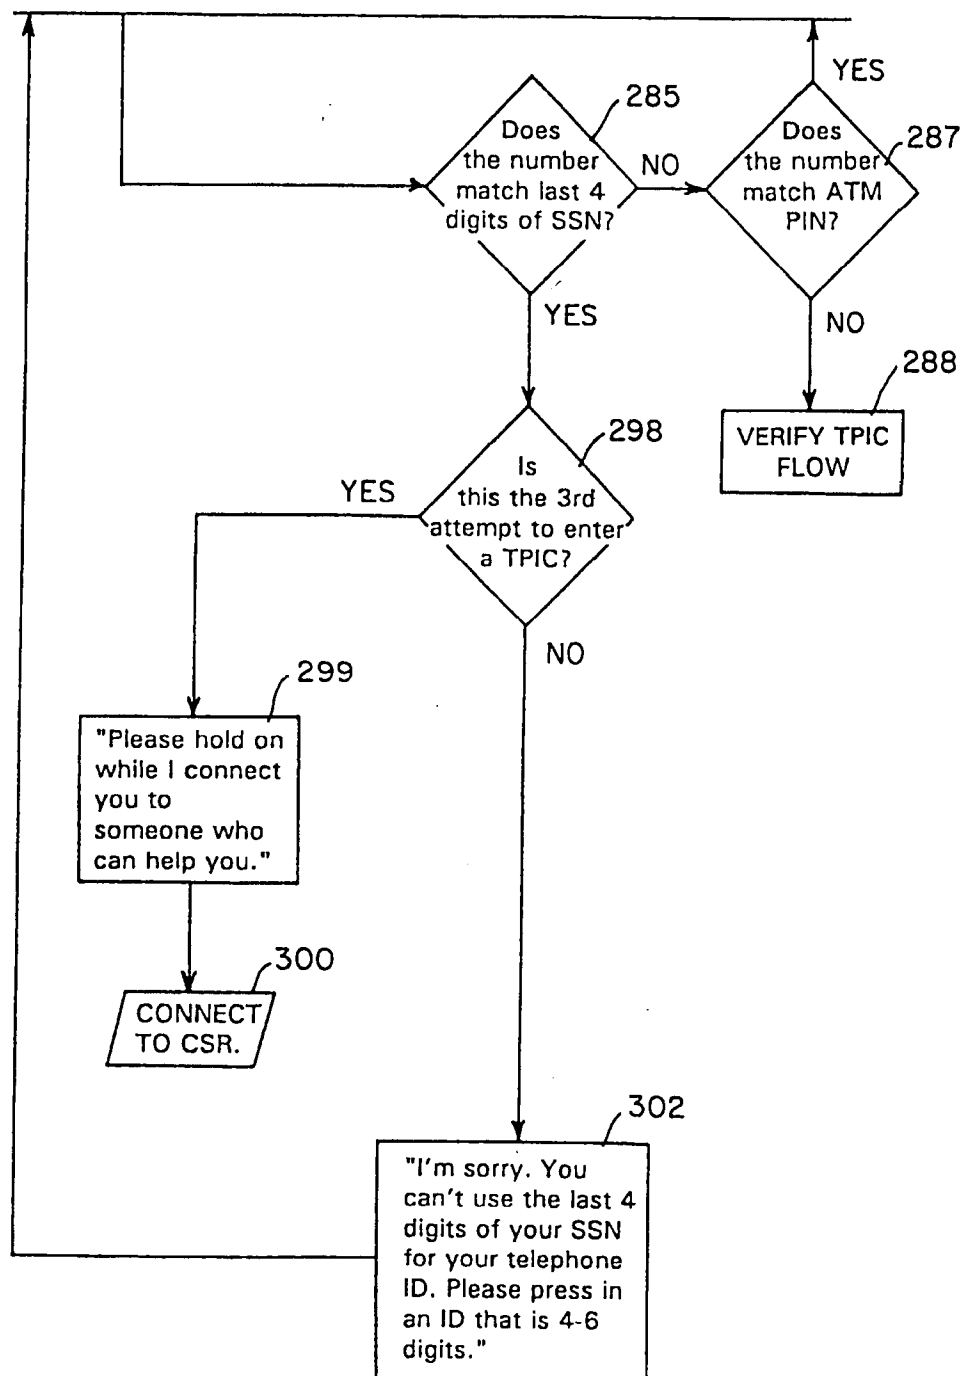 YES
285
Does
the number
match last 4
digits of SSN?
NO
287
Does
the number
match ATM
PIN?
YES
NO
288
VERIFY TPIC
FLOW
298
Is
this the 3rd
attempt to enter
a TPIC?
YES
NO
299
"Please hold on
while I connect
you to
someone who
can help you."
300
CONNECT
TO CSR.
302
"I'm sorry. You
can't use the last 4
digits of your SSN
for your telephone
ID. Please press in
an ID that is 4-6
digits."